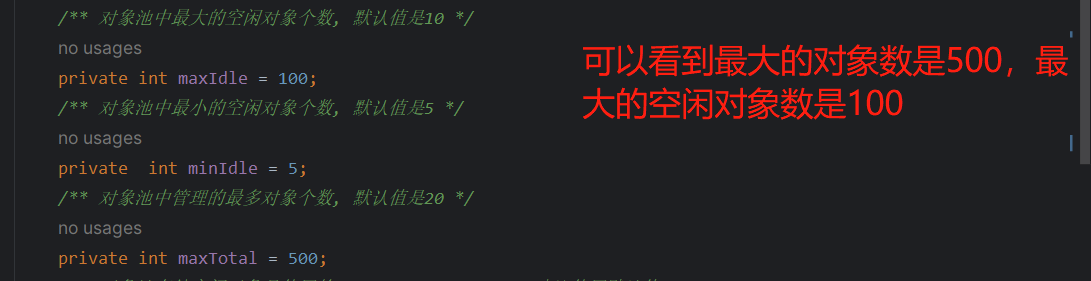 /** 对象池中最大的空闲对象个数, 默认值是10 */
no usages
private int maxIdle = 100;
/** 对象池中最小的空闲对象个数, 默认值是5 */
no usages
private  int minIdle = 5;
/** 对象池中管理的最多对象个数, 默认值是20 */
no usages
private int maxTotal = 500;
可以看到最大的对象数是500，最
大的空闲对象数是100